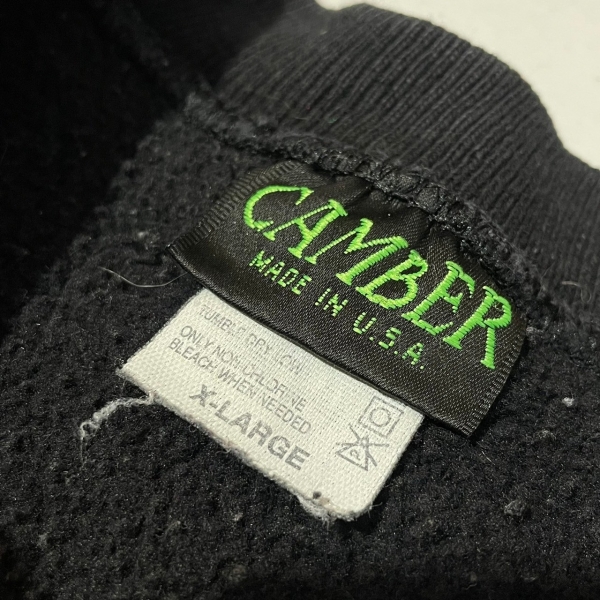 CAMBER
MADE IN U.S.A.
TUMBLE DRY LOW
ONLY NON-CHLORINE
BLEACH WHEN NEEDED
X-LARGE